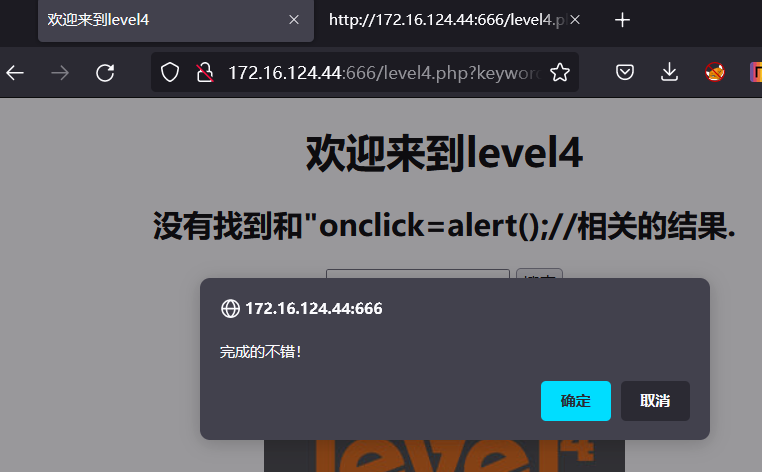 欢迎来到level4
http://172.16.124.44:666/level4.p
172.16.124.44:666/level4.php?keyword
欢迎来到level4
没有找到和"onclick=alert();//相关的结果.
172.16.124.44:666
完成的不错!
确定
取消
level4